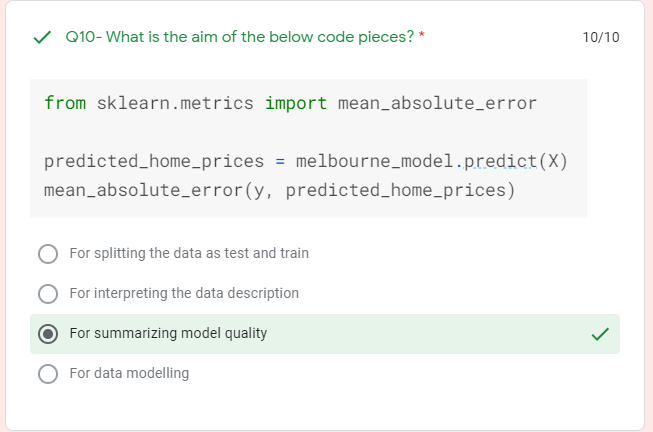 Q10- What is the aim of the below code pieces? *
10/10
from sklearn.metrics import mean_absolute_error
predicted_home_prices = melbourne_model.predict(X)
mean_absolute_error(y, predicted_home_prices)
For splitting the data as test and train
For interpreting the data description
For summarizing model quality
For data modelling